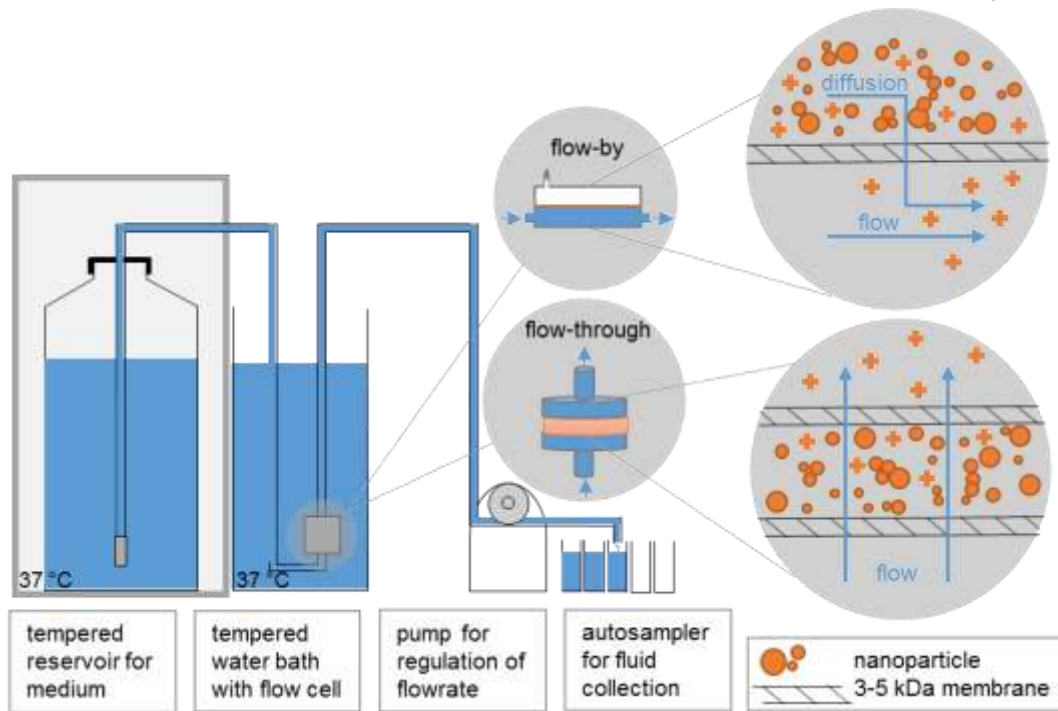 diffusion
flow-by
flow
flow-through
flow
37 °C
37 °C
tempered
reservoir for
medium
tempered
water bath
with flow cell
pump for
regulation of
flowrate
autosampler
for fluid
collection
nanoparticle
3-5 kDa membrane